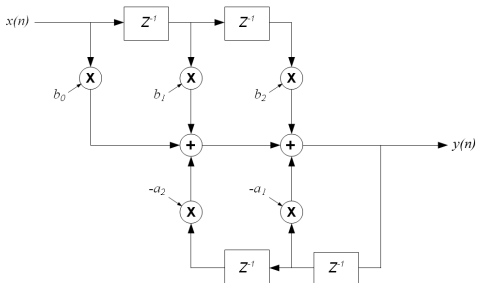 x(n) Z⁻¹ Z⁻¹
X X X
b₀ b₁ b₂
+ + y(n)
-a₂ -a₁
X X
Z⁻¹ Z⁻¹